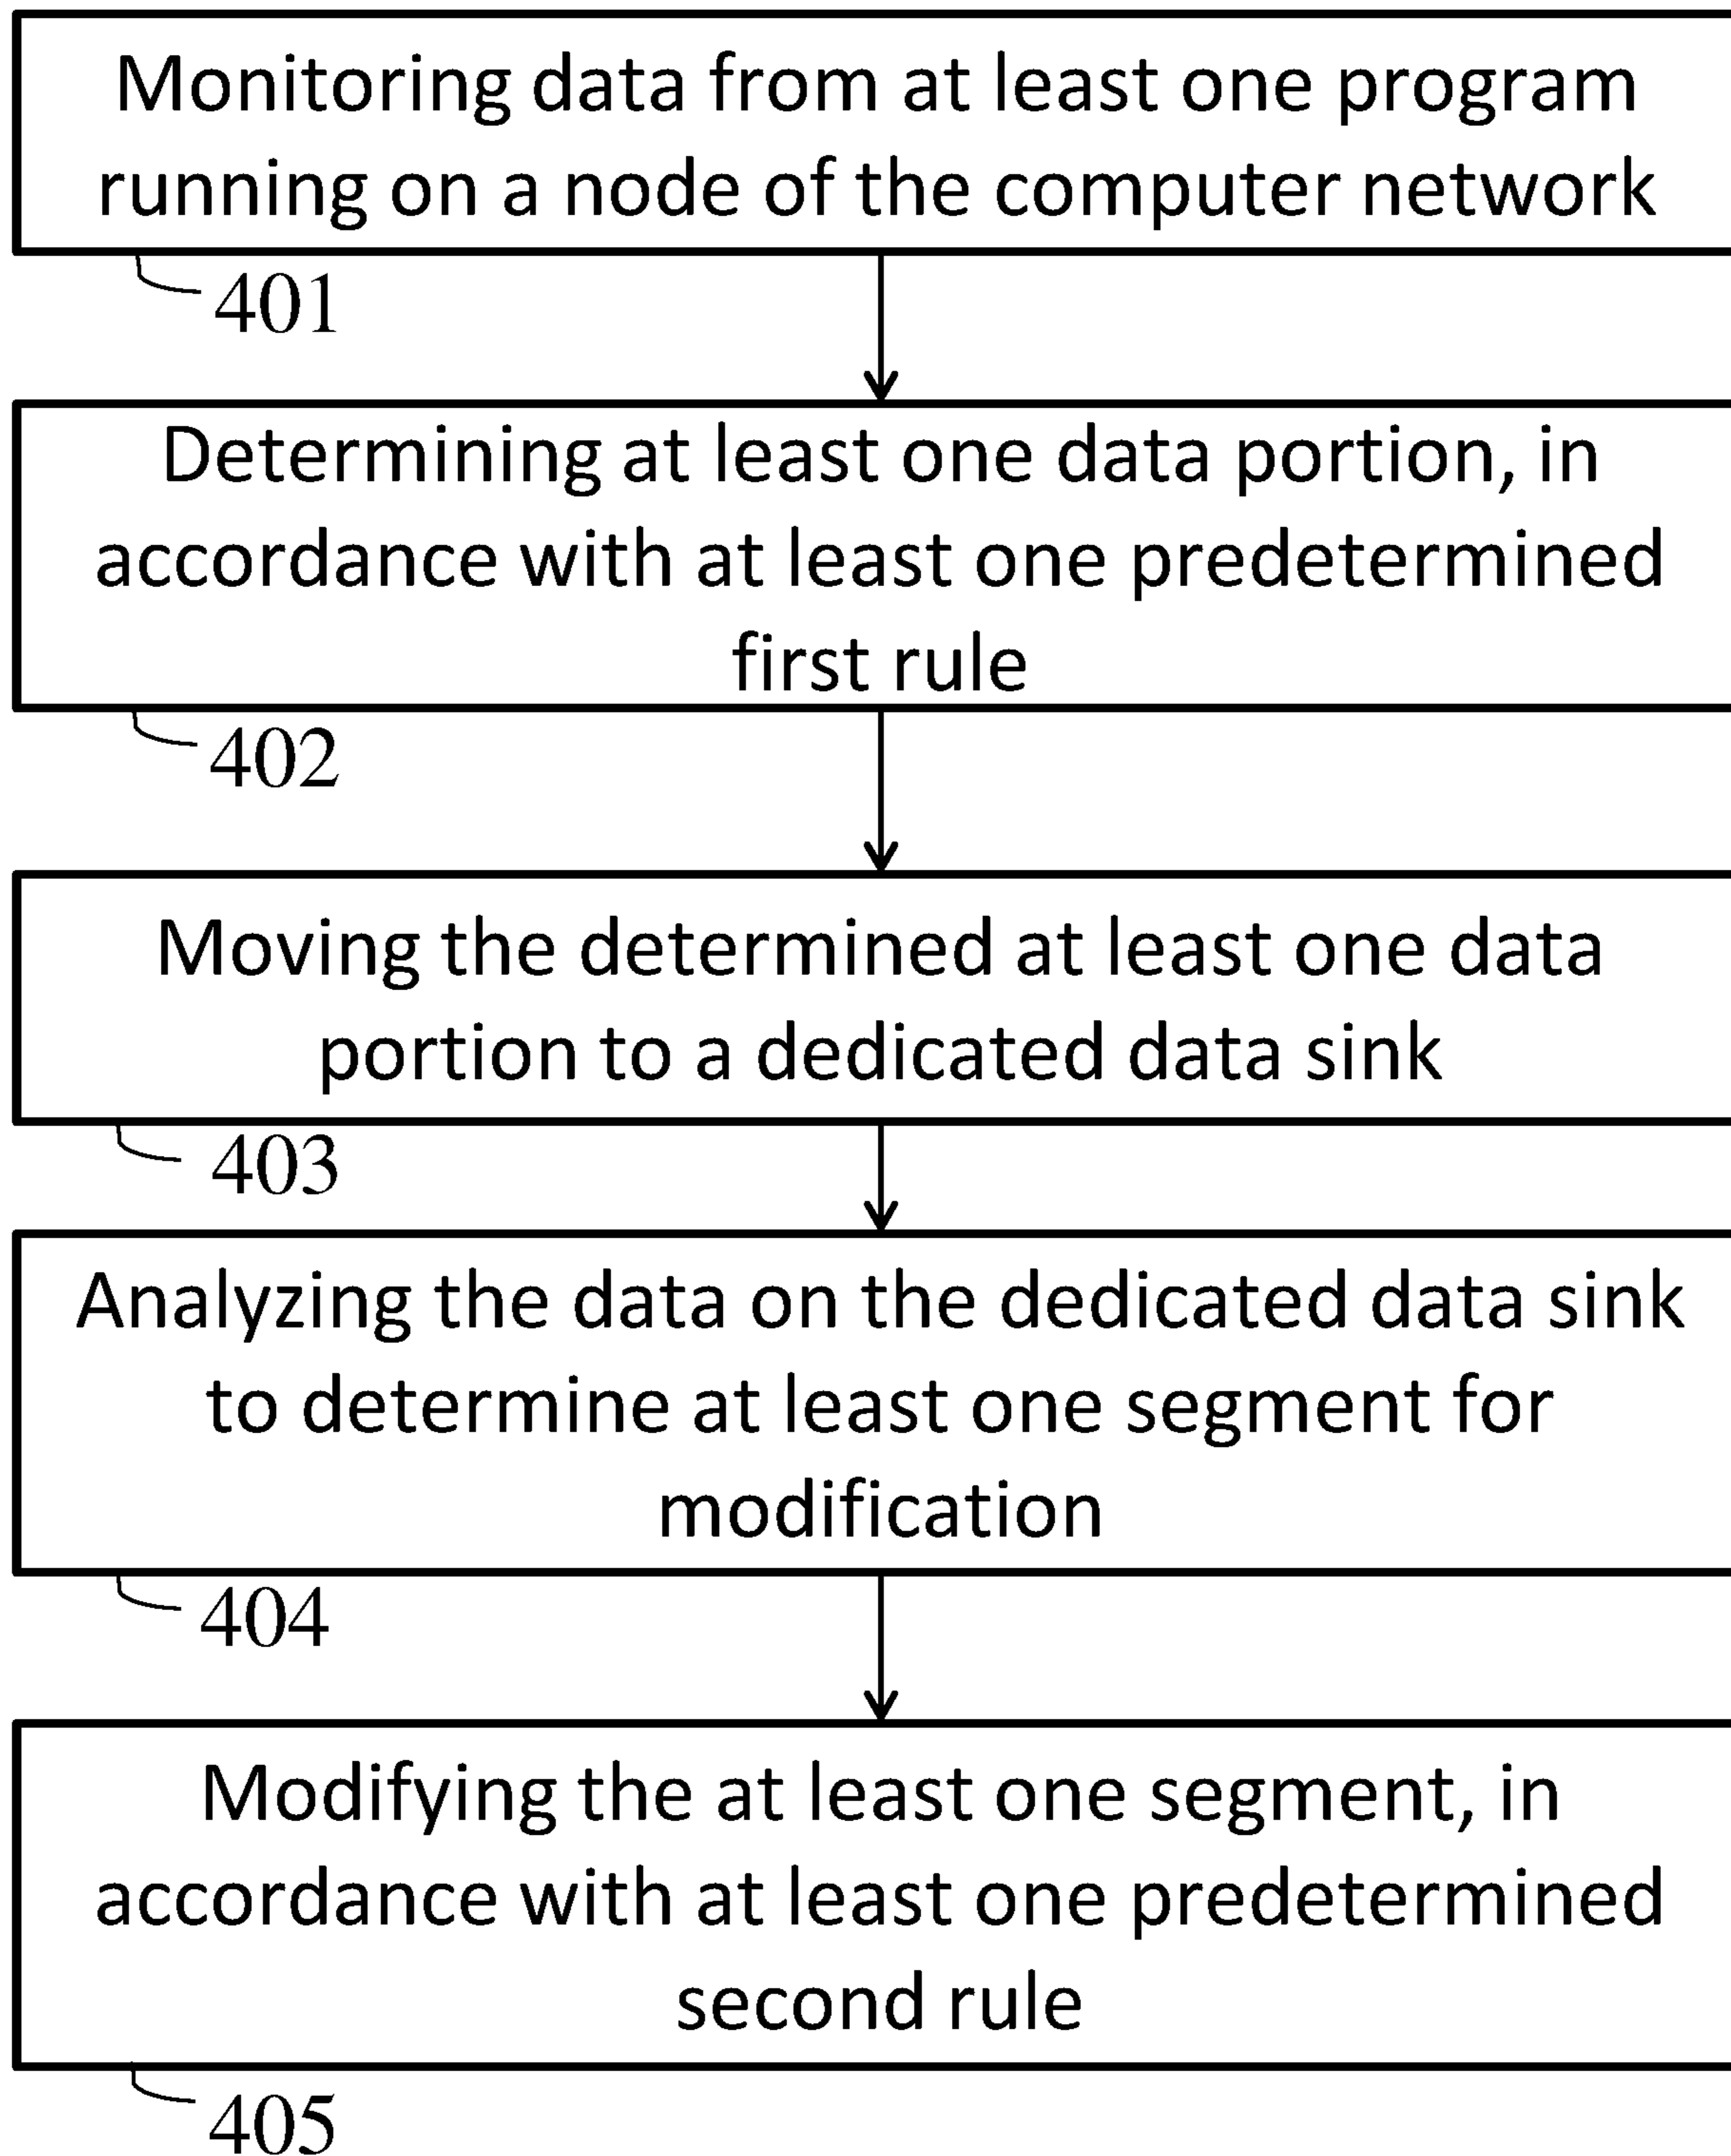 Monitoring data from at least one program
running on a node of the computer network
401
Determining at least one data portion, in
accordance with at least one predetermined
first rule
402
Moving the determined at least one data
portion to a dedicated data sink
403
Analyzing the data on the dedicated data sink
to determine at least one segment for
modification
404
Modifying the at least one segment, in
accordance with at least one predetermined
second rule
405